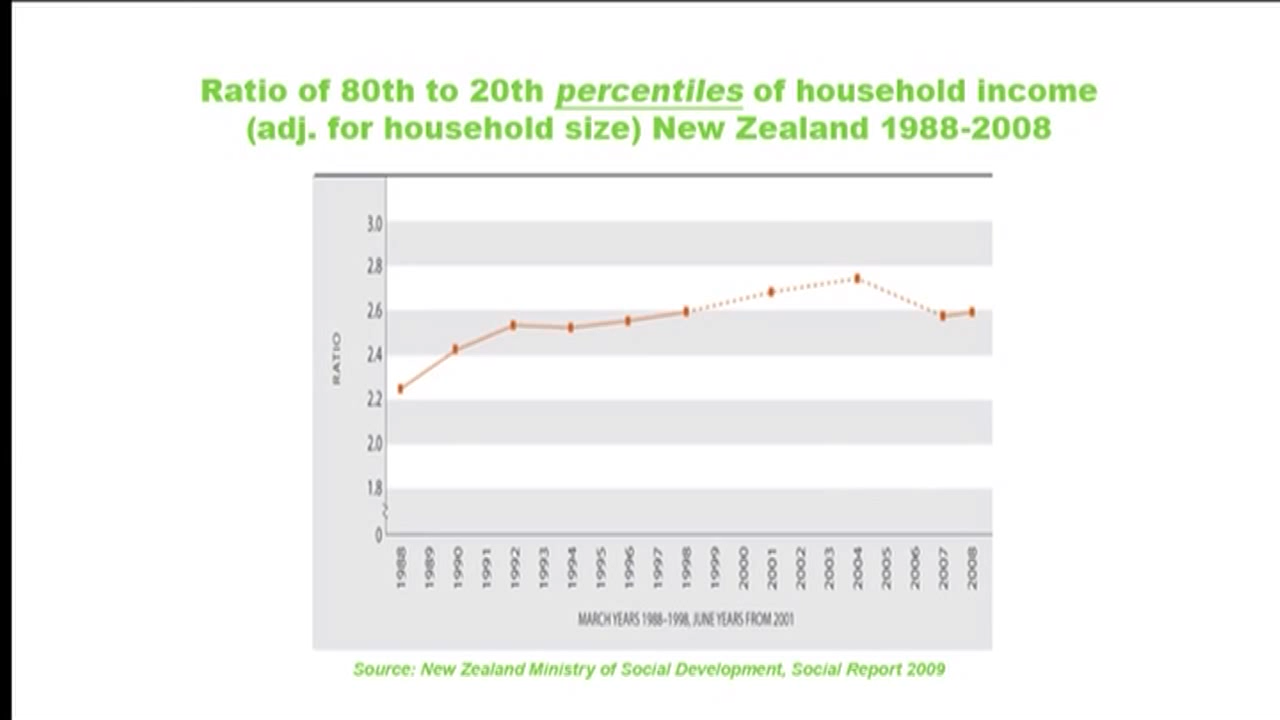 Ratio of 80th to 20th percentiles of household income
(adj. for household size) New Zealand 1988-2008
3.0
2.8
2.6
2.4
2.2
2.0
1.8
0
RATIO
1988 1989 1990 1991 1992 1993 1994 1995 1996 1997 1998 1999 2000 2001 2002 2003 2004 2005 2006 2007 2008
MARCH YEARS 1988–1998, JUNE YEARS FROM 2001
Source: New Zealand Ministry of Social Development, Social Report 2009